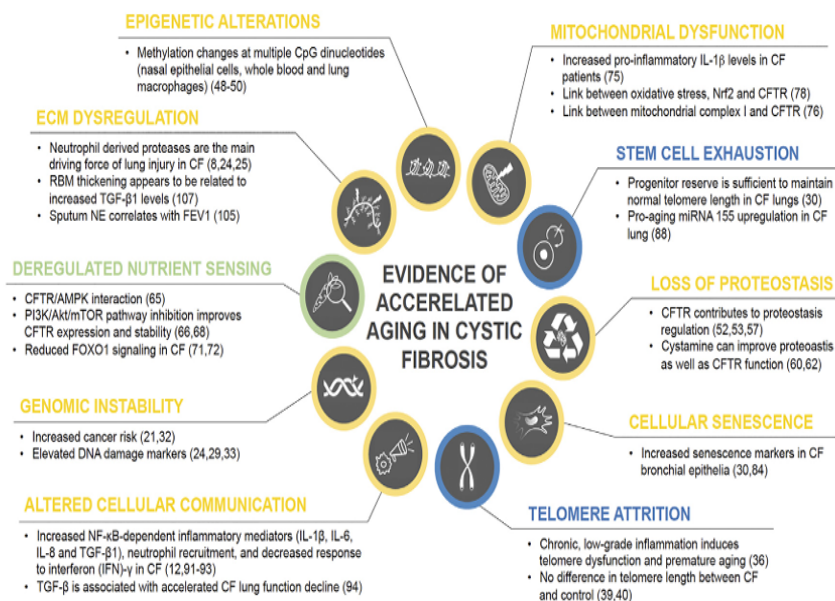 EPIGENETIC ALTERATIONS
• Methylation changes at multiple CpG dinucleotides
(nasal epithelial cells, whole blood and lung
macrophages) (48-50)
ECM DYSREGULATION
• Neutrophil derived proteases are the main
driving force of lung injury in CF (8,24,25)
• RBM thickening appears to be related to
increased TGF-β1 levels (107)
• Sputum NE correlates with FEV1 (105)
DEREGULATED NUTRIENT SENSING
• CFTR/AMPK interaction (65)
• PI3K/Akt/mTOR pathway inhibition improves
CFTR expression and stability (66,68)
• Reduced FOXO1 signaling in CF (71,72)
GENOMIC INSTABILITY
• Increased cancer risk (21,32)
• Elevated DNA damage markers (24,29,33)
ALTERED CELLULAR COMMUNICATION
• Increased NF-κB-dependent inflammatory mediators (IL-1β, IL-6,
IL-8 and TGF-β1), neutrophil recruitment, and decreased response
to interferon (IFN)-γ in CF (12,91-93)
• TGF-β is associated with accelerated CF lung function decline (94)
EVIDENCE OF
ACCERELATED
AGING IN CYSTIC
FIBROSIS
MITOCHONDRIAL DYSFUNCTION
• Increased pro-inflammatory IL-1β levels in CF
patients (75)
• Link between oxidative stress, Nrf2 and CFTR (78)
• Link between mitochondrial complex I and CFTR (76)
STEM CELL EXHAUSTION
• Progenitor reserve is sufficient to maintain
normal telomere length in CF lungs (30)
• Pro-aging miRNA 155 upregulation in CF
lung (88)
LOSS OF PROTEOSTASIS
• CFTR contributes to proteostasis
regulation (52,53,57)
• Cystamine can improve proteoastis
as well as CFTR function (60,62)
CELLULAR SENESCENCE
• Increased senescence markers in CF
bronchial epithelia (30,84)
TELOMERE ATTRITION
• Chronic, low-grade inflammation induces
telomere dysfunction and premature aging (36)
• No difference in telomere length between CF
and control (39,40)